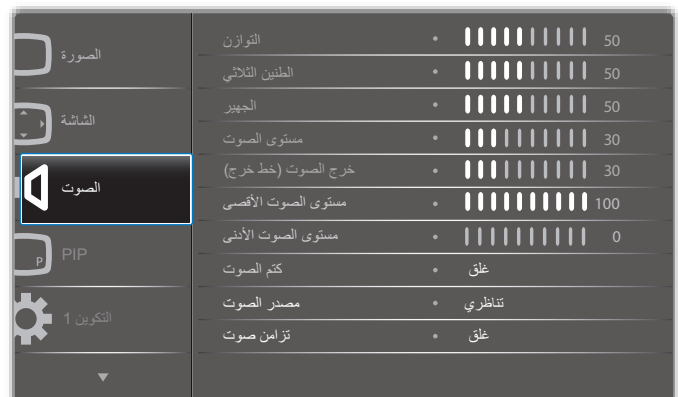 الصورة
الشاشة
الصوت
PIP
P
التكوين 1
التوازن • 50
الطنين الثلاثي • 50
الجهير • 50
مستوى الصوت • 30
خرج الصوت (خط خرج) • 30
مستوى الصوت الأقصى • 100
مستوى الصوت الأدنى • 0
كتم الصوت • غلق
مصدر الصوت • تناظري
تزامن صوت • غلق